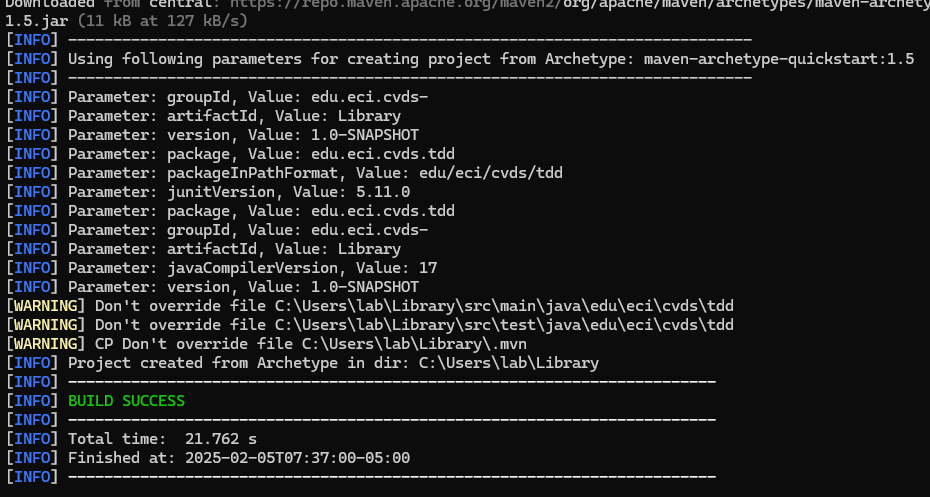 Downloaded from central: https://repo.maven.apache.org/maven2/org/apache/maven/archetypes/maven-archety
1.5.jar (11 kB at 127 kB/s)
[INFO] ----------------------------------------------------------------------------
[INFO] Using following parameters for creating project from Archetype: maven-archetype-quickstart:1.5
[INFO] ----------------------------------------------------------------------------
[INFO] Parameter: groupId, Value: edu.eci.cvds-
[INFO] Parameter: artifactId, Value: Library
[INFO] Parameter: version, Value: 1.0-SNAPSHOT
[INFO] Parameter: package, Value: edu.eci.cvds.tdd
[INFO] Parameter: packageInPathFormat, Value: edu/eci/cvds/tdd
[INFO] Parameter: junitVersion, Value: 5.11.0
[INFO] Parameter: package, Value: edu.eci.cvds.tdd
[INFO] Parameter: groupId, Value: edu.eci.cvds-
[INFO] Parameter: artifactId, Value: Library
[INFO] Parameter: javaCompilerVersion, Value: 17
[INFO] Parameter: version, Value: 1.0-SNAPSHOT
[WARNING] Don't override file C:\Users\lab\Library\src\main\java\edu\eci\cvds\tdd
[WARNING] Don't override file C:\Users\lab\Library\src\test\java\edu\eci\cvds\tdd
[WARNING] CP Don't override file C:\Users\lab\Library\.mvn
[INFO] Project created from Archetype in dir: C:\Users\lab\Library
[INFO] ------------------------------------------------------------------------
[INFO] BUILD SUCCESS
[INFO] ------------------------------------------------------------------------
[INFO] Total time:  21.762 s
[INFO] Finished at: 2025-02-05T07:37:00-05:00
[INFO] ------------------------------------------------------------------------